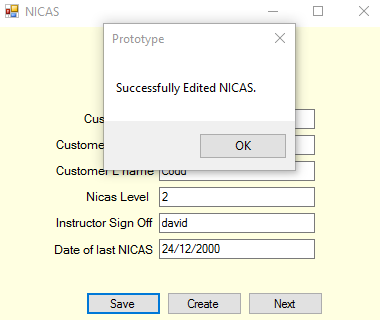 NICAS
Prototype
Successfully Edited NICAS.
OK
Customer
Customer L name
Nicas Level 2
Instructor Sign Off david
Date of last NICAS 24/12/2000
Save Create Next